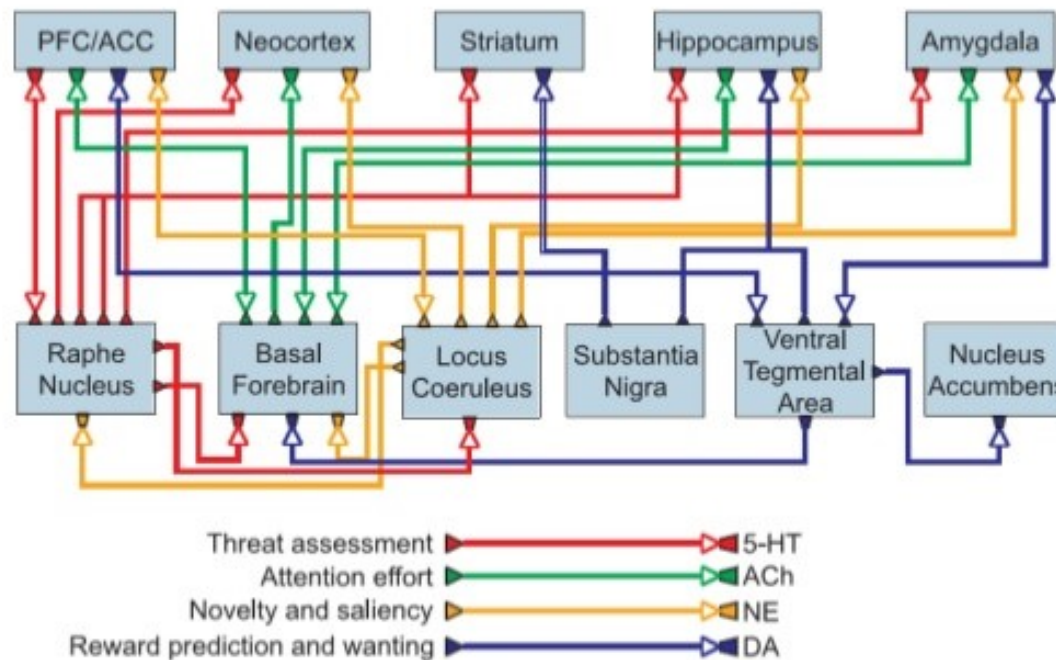 PFC/ACC
Neocortex
Striatum
Hippocampus
Amygdala
Raphe
Nucleus
Basal
Forebrain
Locus
Coeruleus
Substantia
Nigra
Ventral
Tegmental
Area
Nucleus
Accumbens
Threat assessment 5-HT
Attention effort ACh
Novelty and saliency NE
Reward prediction and wanting DA